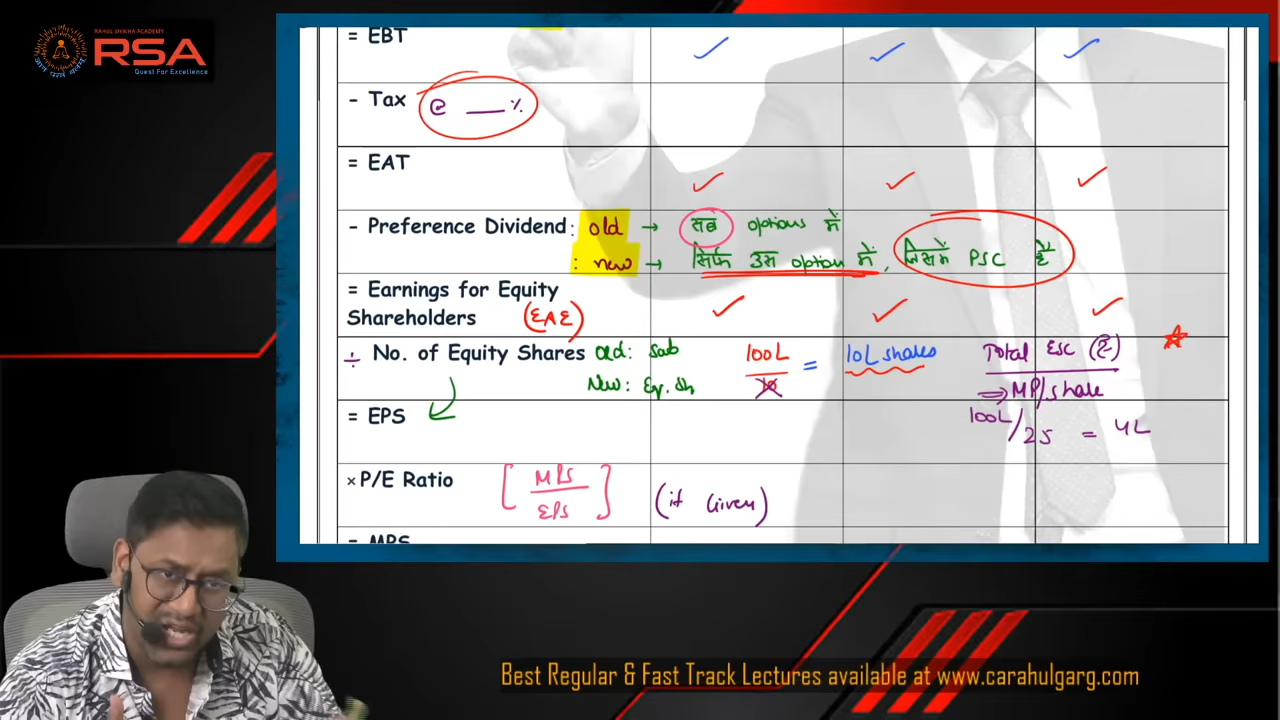 RAHUL SHIKHA ACADEMY
RSA
Quest For Excellence
= EBT
- Tax @ __ %
= EAT
- Preference Dividend : old → सब options में
: new → सिर्फ उस option में, जिसमें PSC है
= Earnings for Equity
Shareholders (EAE)
÷ No. of Equity Shares Old: Sab 100L/10 = 10L shares Total ESC (₹)
New: Eq. Sh ⇒ MP/share
= EPS 100L/25 = 4L
× P/E Ratio [MPS/EPS] (if Given)
= MPS
Best Regular & Fast Track Lectures available at www.carahulgarg.com